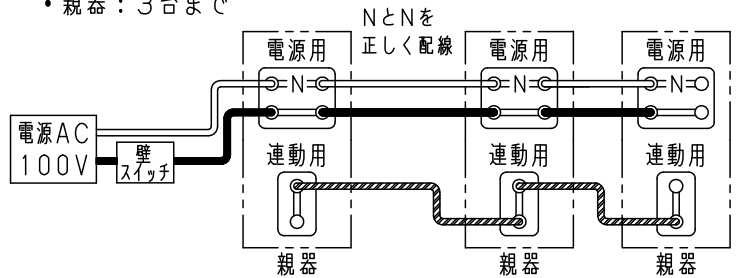 ・親器：３台まで
NとNを
正しく配線
電源用
電源用
電源用
N
N
N
電源AC
100V
壁
スイッチ
連動用
連動用
連動用
親器
親器
親器